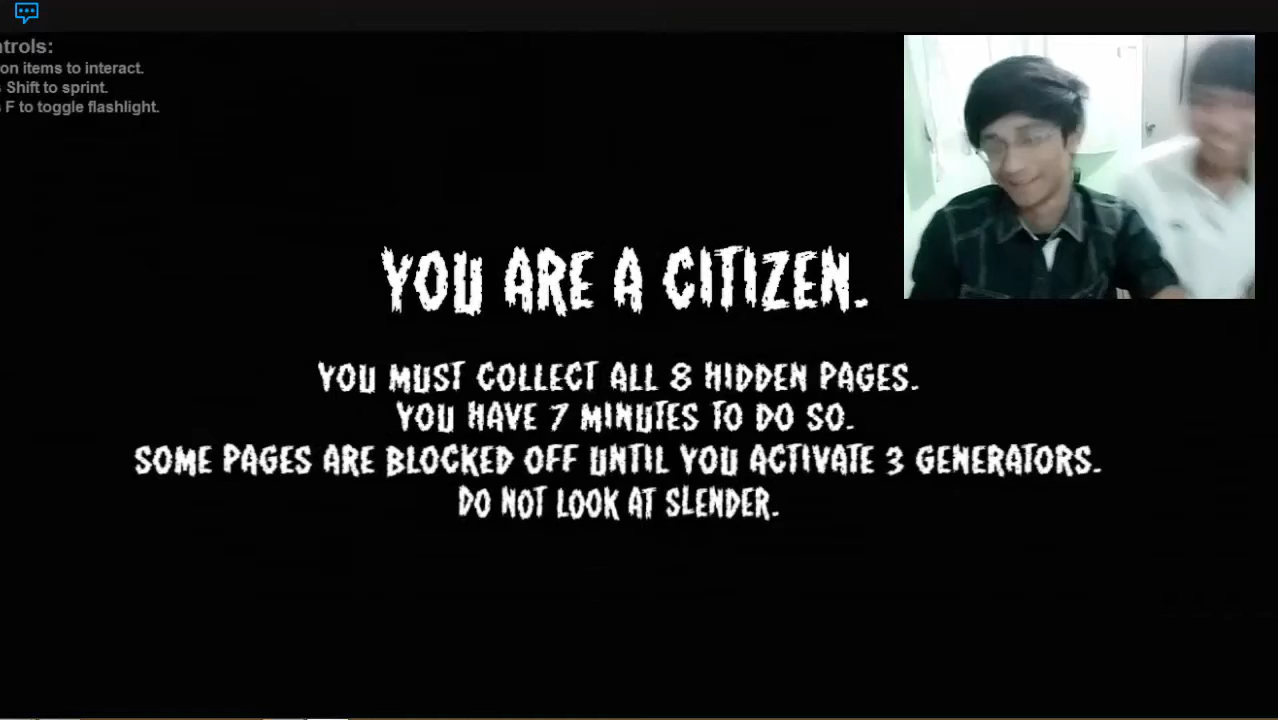 trols:
on items to interact.
Shift to sprint.
F to toggle flashlight.
YOU ARE A CITIZEN.
YOU MUST COLLECT ALL 8 HIDDEN PAGES.
YOU HAVE 7 MINUTES TO DO SO.
SOME PAGES ARE BLOCKED OFF UNTIL YOU ACTIVATE 3 GENERATORS.
DO NOT LOOK AT SLENDER.